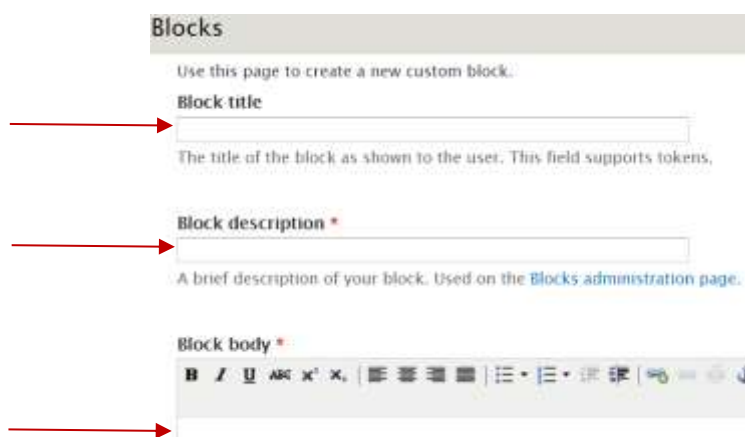 Blocks
Use this page to create a new custom block.
Block title
The title of the block as shown to the user. This field supports tokens.
Block description *
A brief description of your block. Used on the Blocks administration page.
Block body *
B I U ABC x² x₂